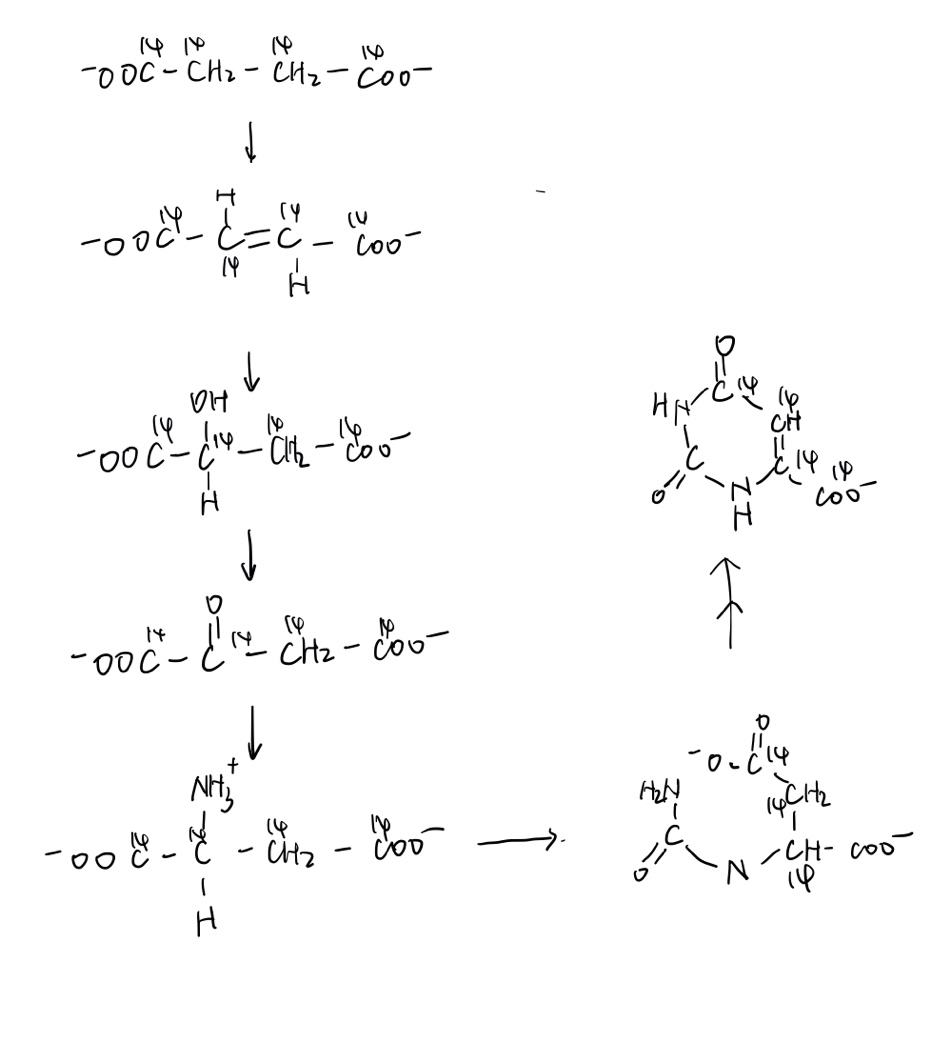 14 14 14 14
⁻OOC-CH₂-CH₂-COO⁻
↓
H
14 14 14
⁻OOC-C=C-COO⁻
14
H
↓
OH
14 14 14 14
⁻OOC-C-CH₂-COO⁻
H
↓
O
14 14 14 14
⁻OOC-C-CH₂-COO⁻
↓
NH₃⁺
14 14 14 14
⁻OOC-C-CH₂-COO⁻
H
→
O
⁻O-C 14
H₂N
14 CH₂
C
CH-COO⁻
O
N
14
↑
O
C 14
HN
14
CH
C
C 14
14
O
N
COO⁻
H